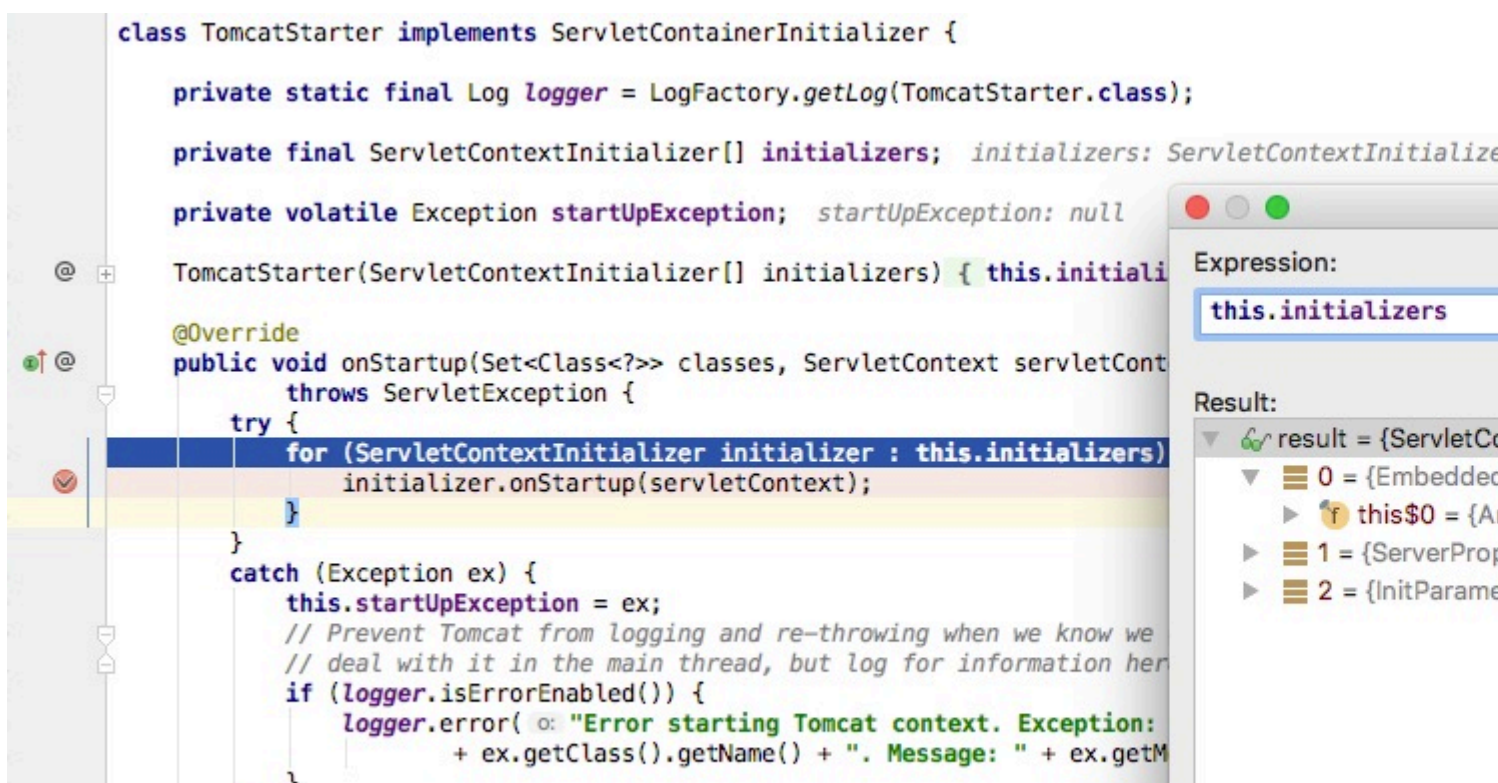 class TomcatStarter implements ServletContainerInitializer {
private static final Log logger = LogFactory.getLog(TomcatStarter.class);
private final ServletContextInitializer[] initializers; initializers: ServletContextInitialize
private volatile Exception startUpException; startUpException: null
TomcatStarter(ServletContextInitializer[] initializers) { this.initiali
@Override
public void onStartup(Set<Class<?>> classes, ServletContext servletCont
throws ServletException {
try {
for (ServletContextInitializer initializer : this.initializers)
initializer.onStartup(servletContext);
}
}
catch (Exception ex) {
this.startUpException = ex;
// Prevent Tomcat from logging and re-throwing when we know we
// deal with it in the main thread, but log for information her
if (logger.isErrorEnabled()) {
logger.error( o: "Error starting Tomcat context. Exception:
+ ex.getClass().getName() + ". Message: " + ex.getM
}
Expression:
this.initializers
Result:
result = {ServletCo
0 = {Embedded
this$0 = {A
1 = {ServerProp
2 = {InitParame